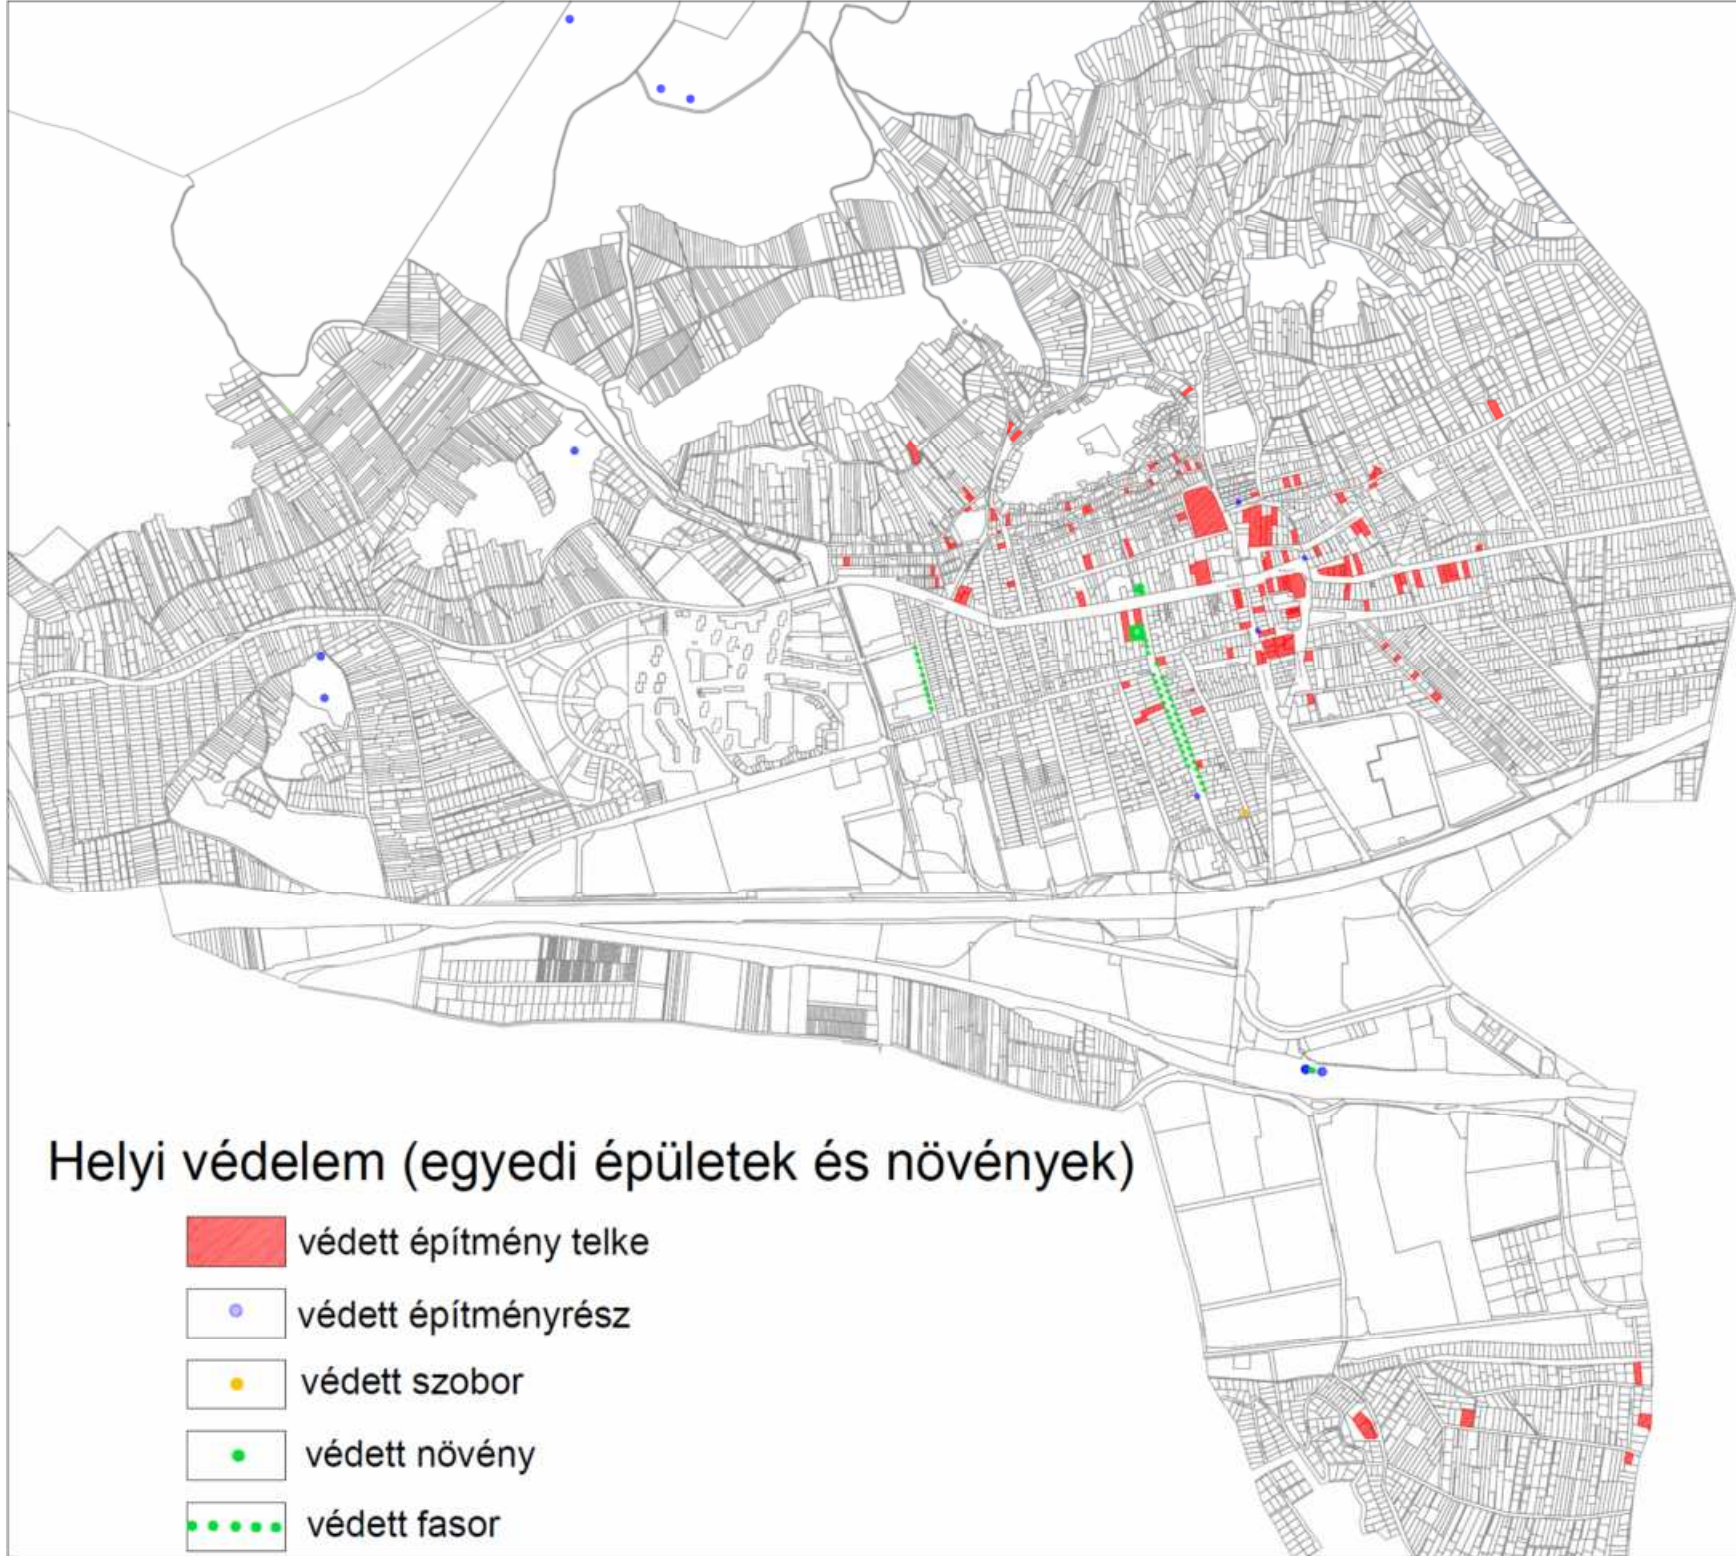 Helyi védelem (egyedi épületek és növények)
védett építmény telke
védett építményrész
védett szobor
védett növény
védett fasor